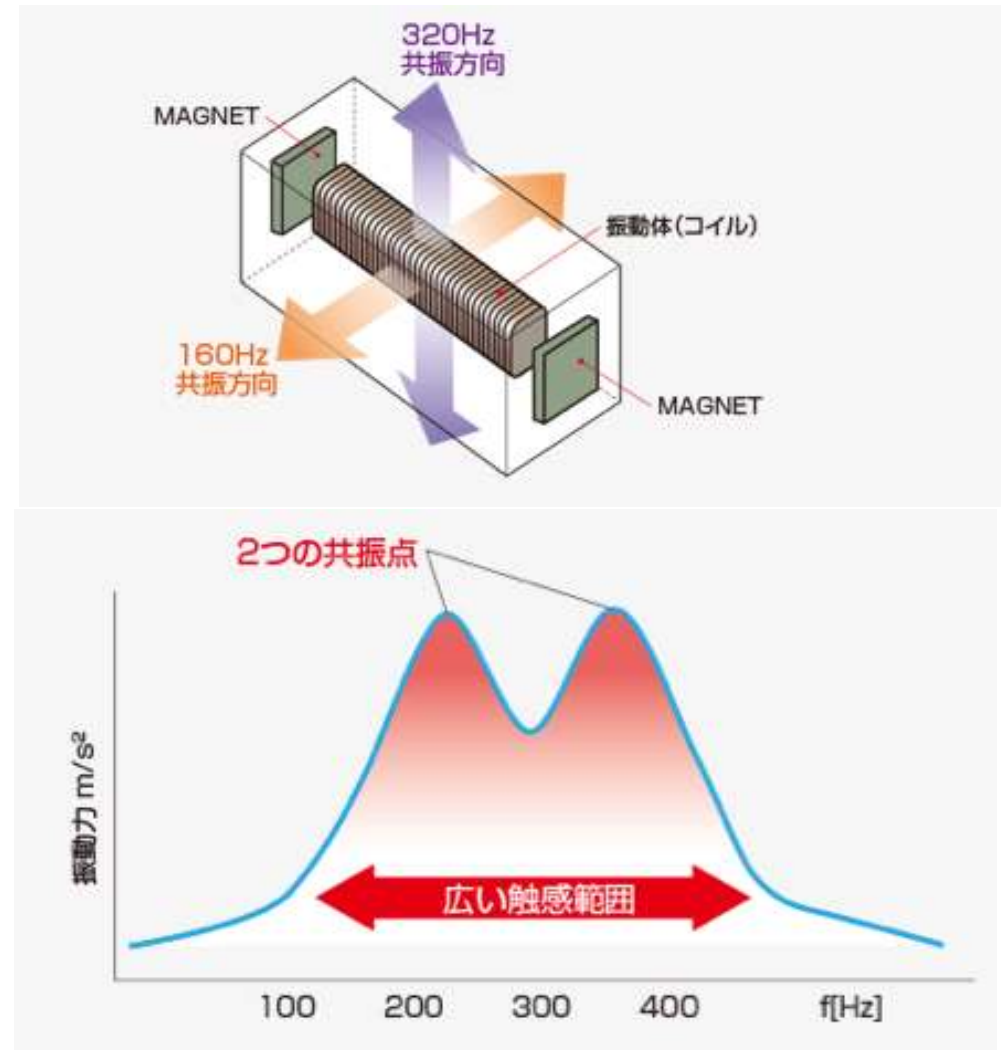 320Hz
共振方向
MAGNET
振動体(コイル)
160Hz
共振方向
MAGNET
2つの共振点
振動力 m/s²
広い触感範囲
100 200 300 400 f[Hz]